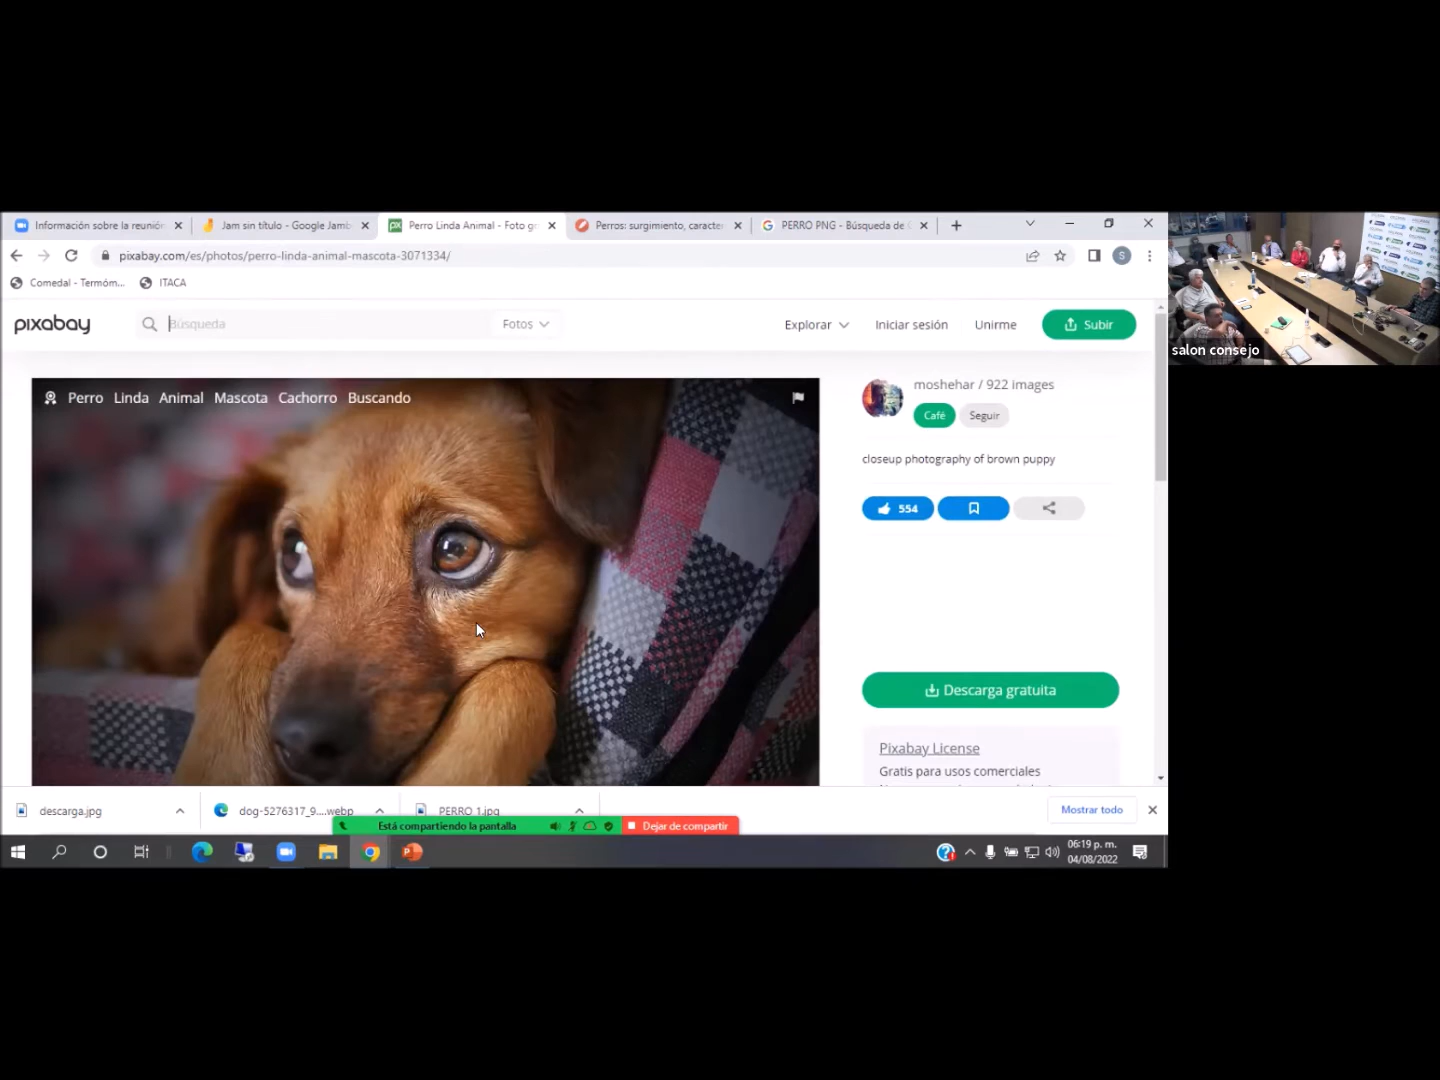 Información sobre la reunión
Jam sin título - Google Jamb
Perro Linda Animal - Foto gr
Perros: surgimiento, caracte
PERRO PNG - Búsqueda de G
pixabay.com/es/photos/perro-linda-animal-mascota-3071334/
S
Comedal - Termóm...
ITACA
pixabay
Búsqueda
Fotos
Explorar
Iniciar sesión
Unirme
Subir
salon consejo
Perro Linda Animal Mascota Cachorro Buscando
moshehar / 922 images
Café
Seguir
closeup photography of brown puppy
554
Descarga gratuita
Pixabay License
Gratis para usos comerciales
descarga.jpg
dog-5276317_9....webp
PERRO 1.jpg
Mostrar todo
Está compartiendo la pantalla
Dejar de compartir
06:19 p. m.
04/08/2022